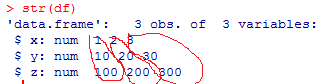 > str(df)
'data.frame':   3 obs. of  3 variables:
 $ x: num  1 2 3
 $ y: num  10 20 30
 $ z: num  100 200 300